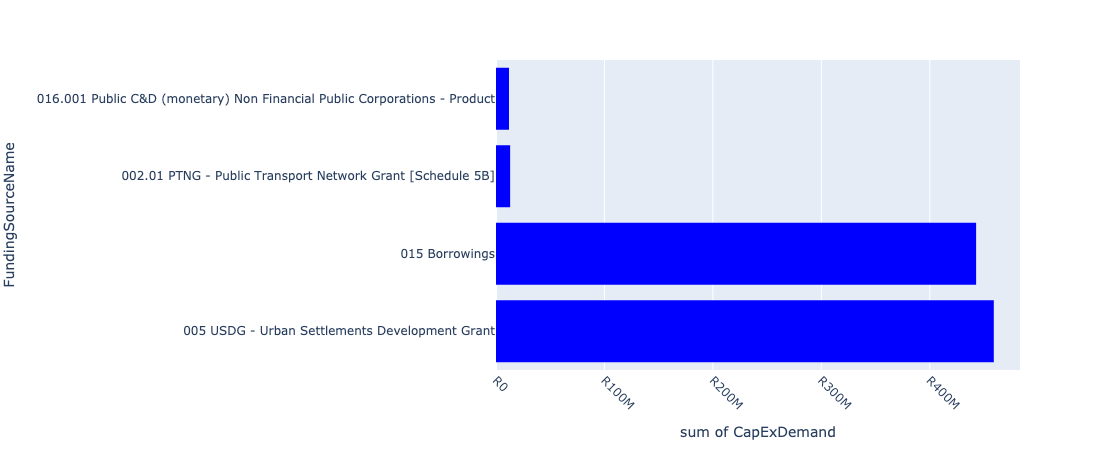 FundingSourceName
016.001 Public C&D (monetary) Non Financial Public Corporations - Product
002.01 PTNG - Public Transport Network Grant [Schedule 5B]
015 Borrowings
005 USDG - Urban Settlements Development Grant
R0
R100M
R200M
R300M
R400M
sum of CapExDemand